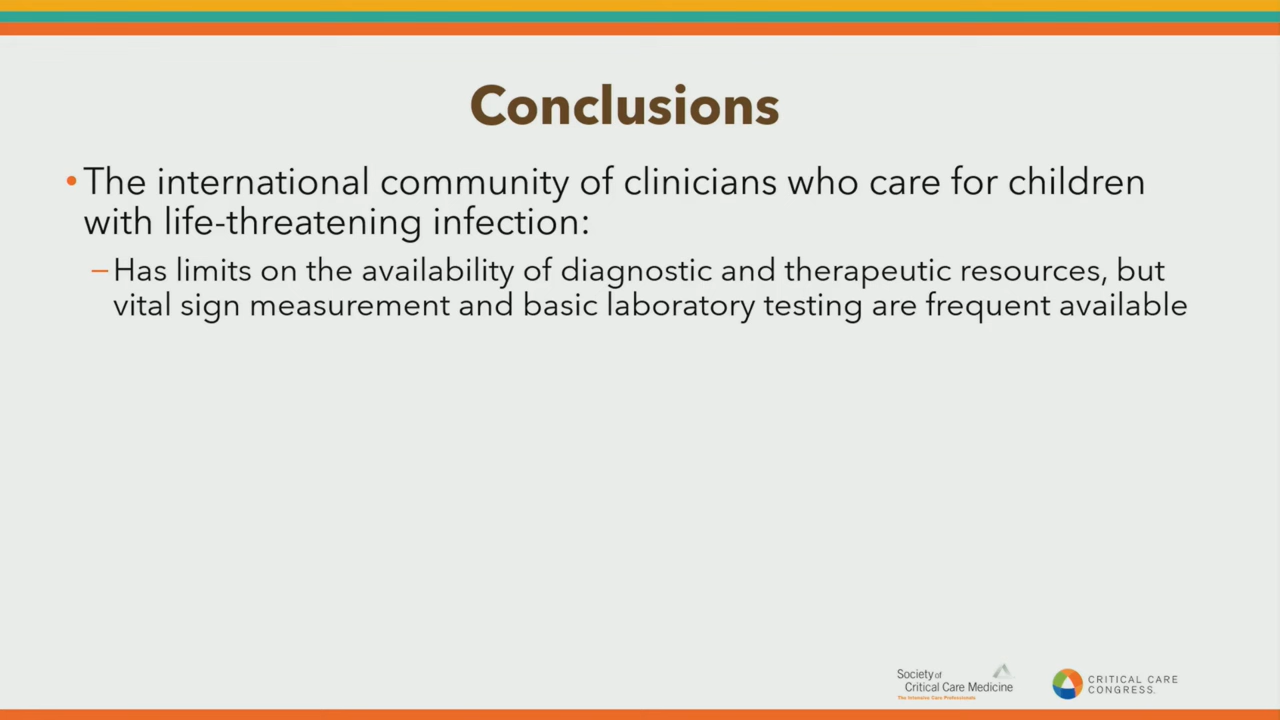 Conclusions
• The international community of clinicians who care for children
with life-threatening infection:
– Has limits on the availability of diagnostic and therapeutic resources, but
vital sign measurement and basic laboratory testing are frequent available
Society of
Critical Care Medicine
The Intensive Care Professionals
CRITICAL CARE
CONGRESS.